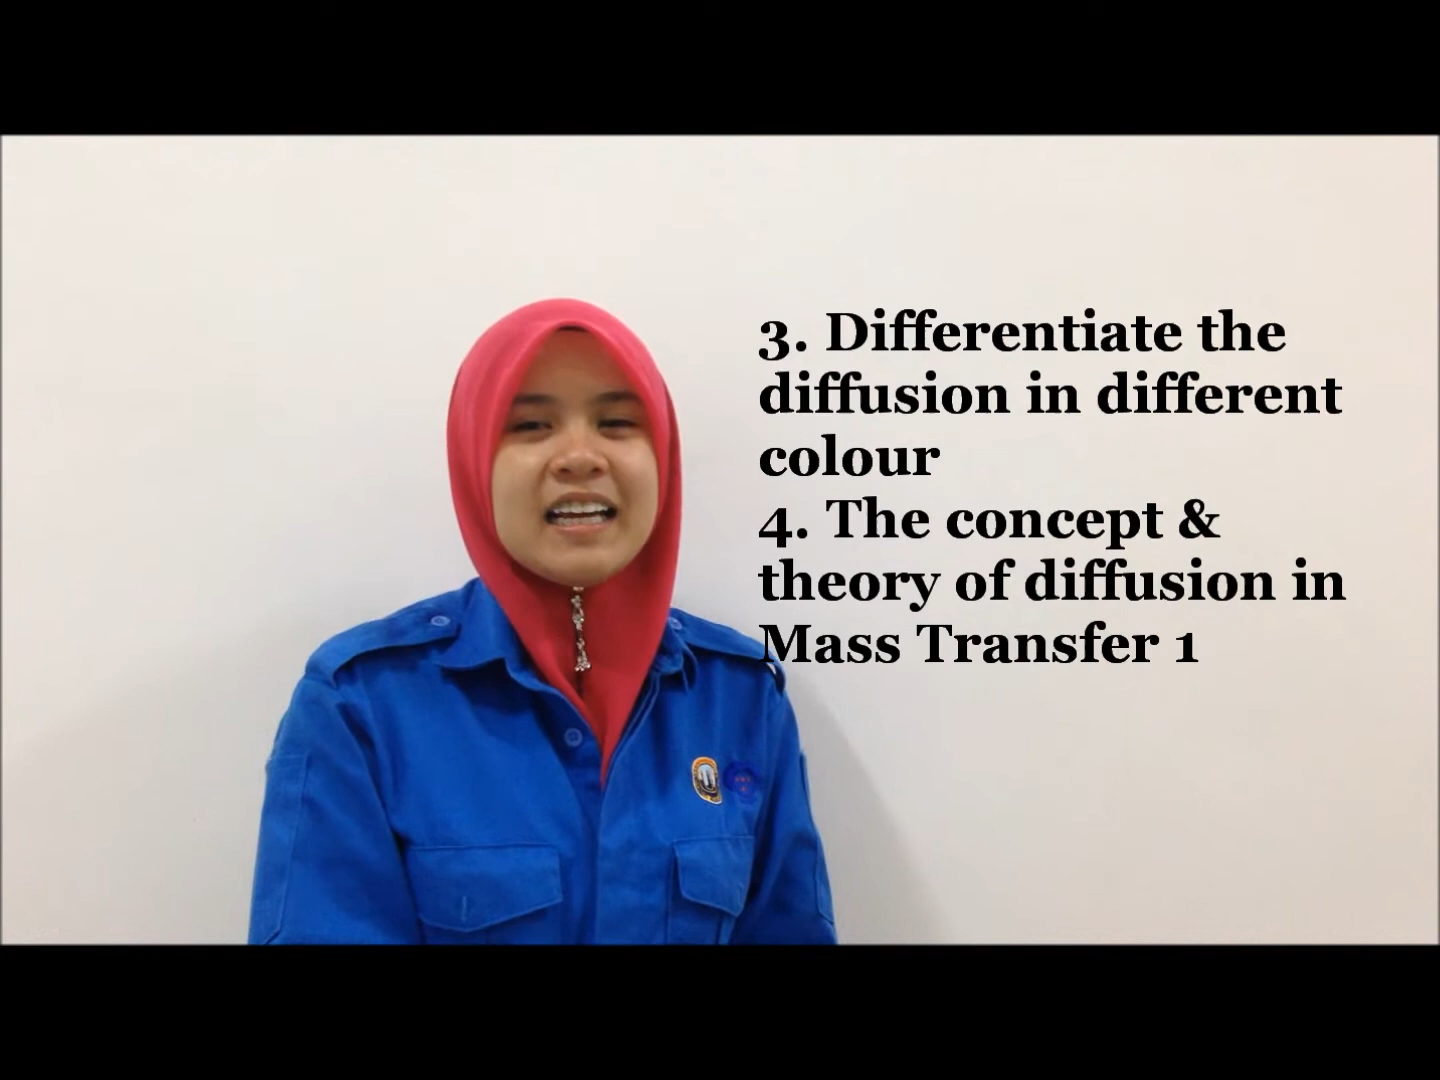 3. Differentiate the
diffusion in different
colour
4. The concept &
theory of diffusion in
Mass Transfer 1